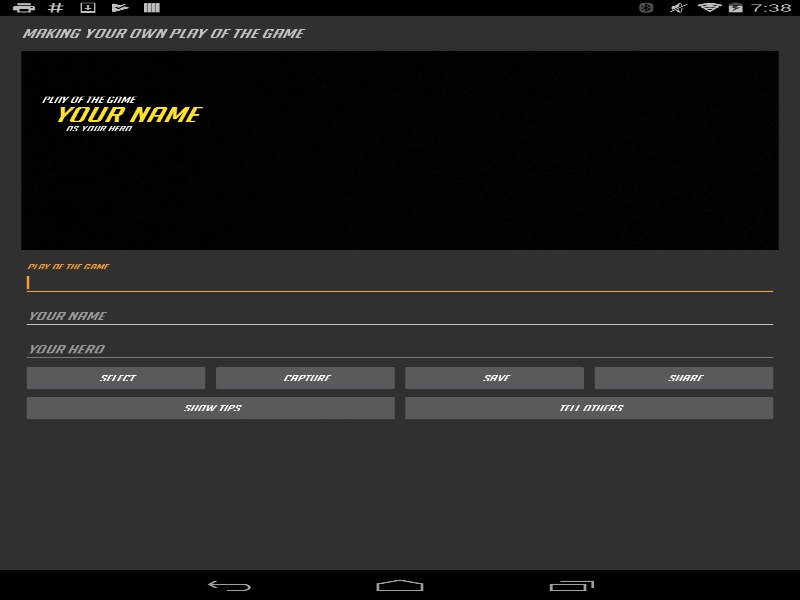 7:38
MAKING YOUR OWN PLAY OF THE GAME
PLAY OF THE GAME
YOUR NAME
AS YOUR HERO
PLAY OF THE GAME
YOUR NAME
YOUR HERO
SELECT CAPTURE SAVE SHARE
SHOW TIPS TELL OTHERS